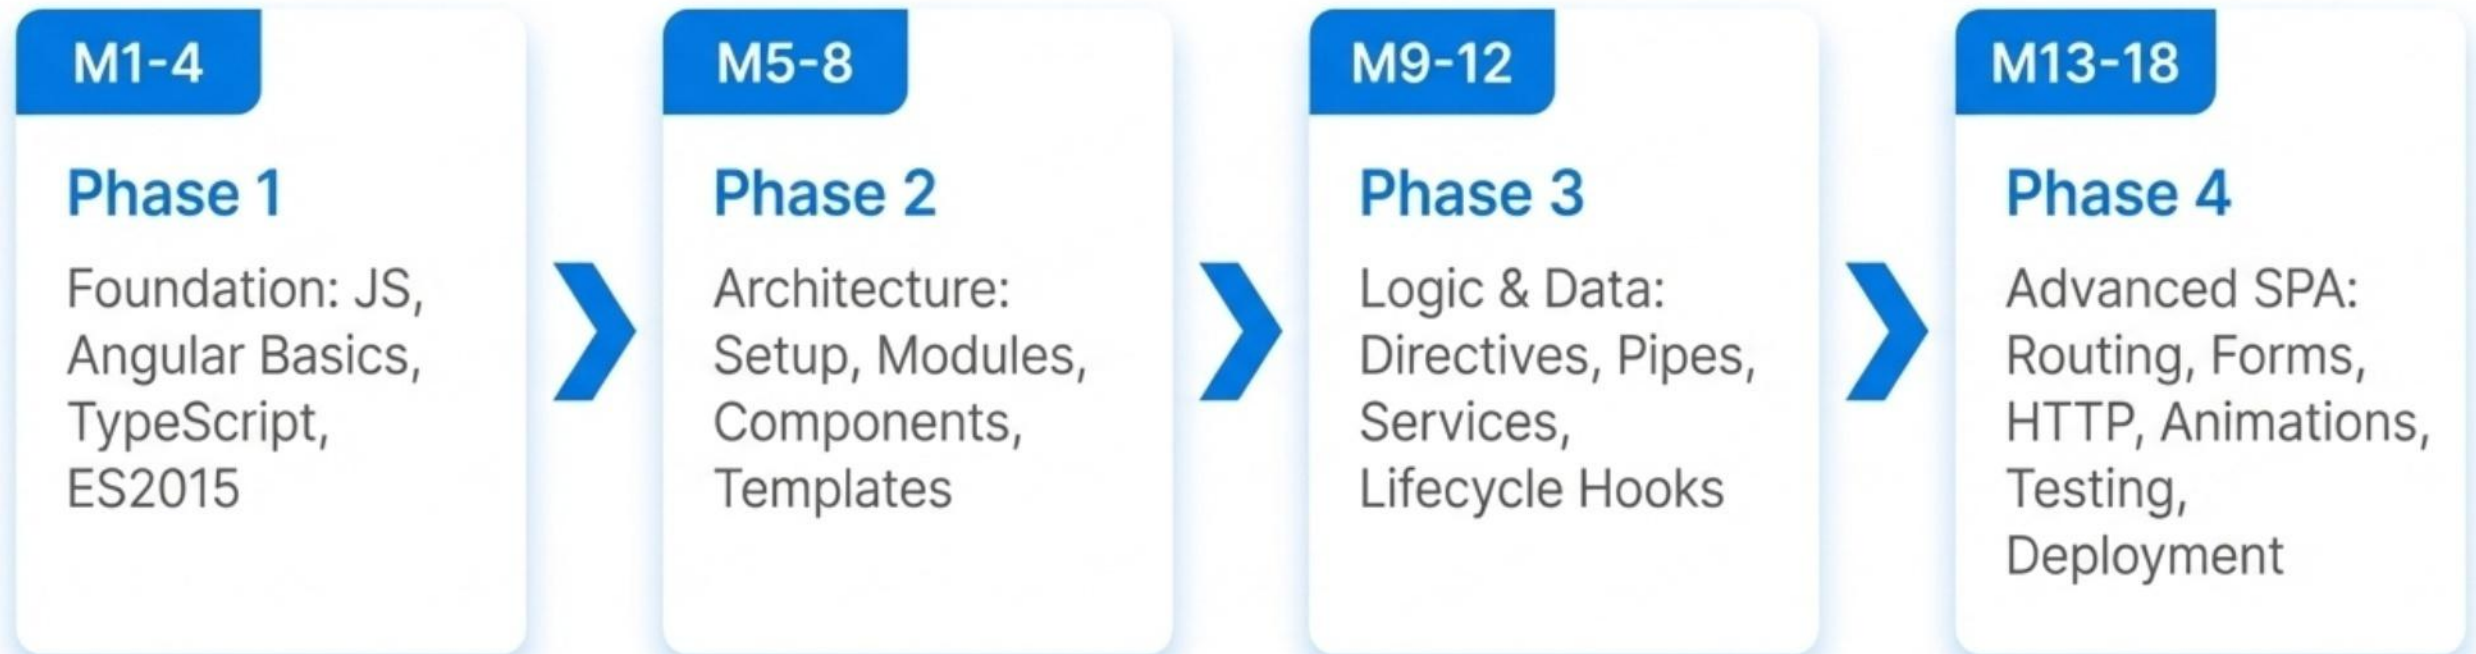 M1-4
Phase 1
Foundation: JS,
Angular Basics,
TypeScript,
ES2015
M5-8
Phase 2
Architecture:
Setup, Modules,
Components,
Templates
M9-12
Phase 3
Logic & Data:
Directives, Pipes,
Services,
Lifecycle Hooks
M13-18
Phase 4
Advanced SPA:
Routing, Forms,
HTTP, Animations,
Testing,
Deployment